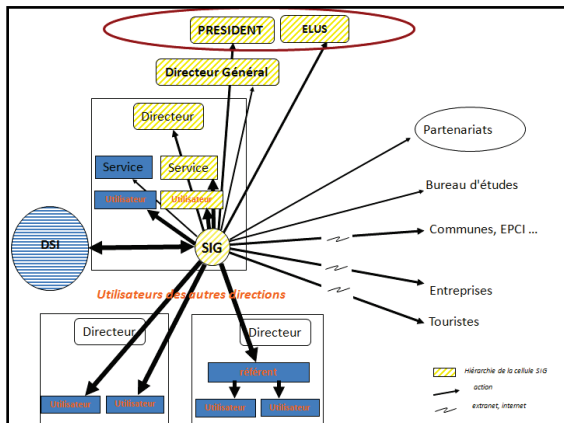 PRESIDENT
ELUS
Directeur Général
Directeur
Service
Service
Utilisateur
Utilisateur
DSI
SIG
Partenariats
Bureau d'études
Communes, EPCI ...
Entreprises
Touristes
Utilisateurs des autres directions
Directeur
Utilisateur
Utilisateur
Directeur
référent
Utilisateur
Utilisateur
Hiérarchie de la cellule SIG
action
extranet, internet